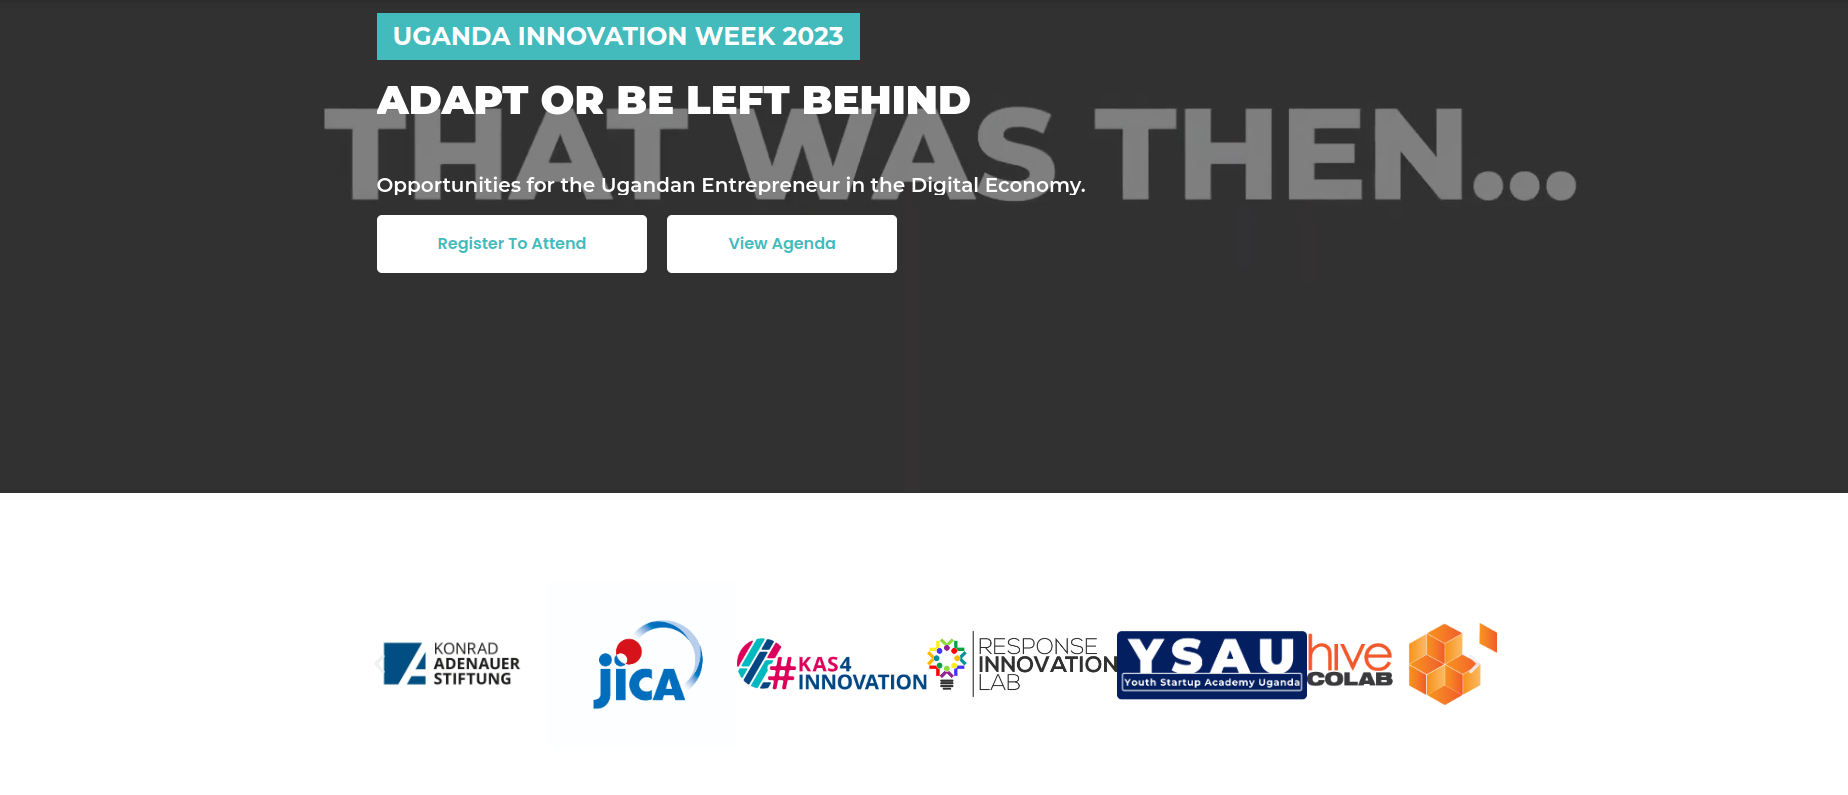 UGANDA INNOVATION WEEK 2023
ADAPT OR BE LEFT BEHIND
THAT WAS THEN...
Opportunities for the Ugandan Entrepreneur in the Digital Economy.
Register To Attend
View Agenda
KONRAD
ADENAUER
STIFTUNG
jica
#KAS4
INNOVATION
RESPONSE
INNOVATION
LAB
YSAU
Youth Startup Academy Uganda
hive
COLAB